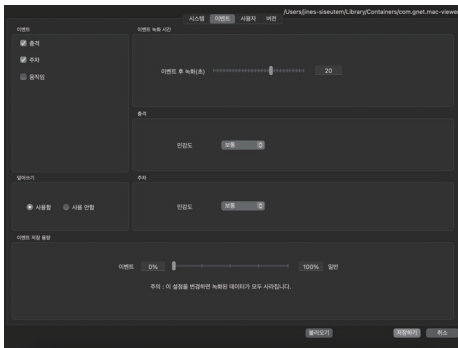 /Users/jines-siseutem/Library/Containers/com.gnet.mac-viewer
시스템 이벤트 사용자 버전
이벤트
충격
주차
움직임
이벤트 녹화 시간
이벤트 후 녹화(초) 20
충격
민감도 보통
덮어쓰기
사용함 사용 안함
주차
민감도 보통
이벤트 저장 용량
이벤트 0% 100% 일반
주의 : 이 설정을 변경하면 녹화된 데이터가 모두 사라집니다.
불러오기 저장하기 취소